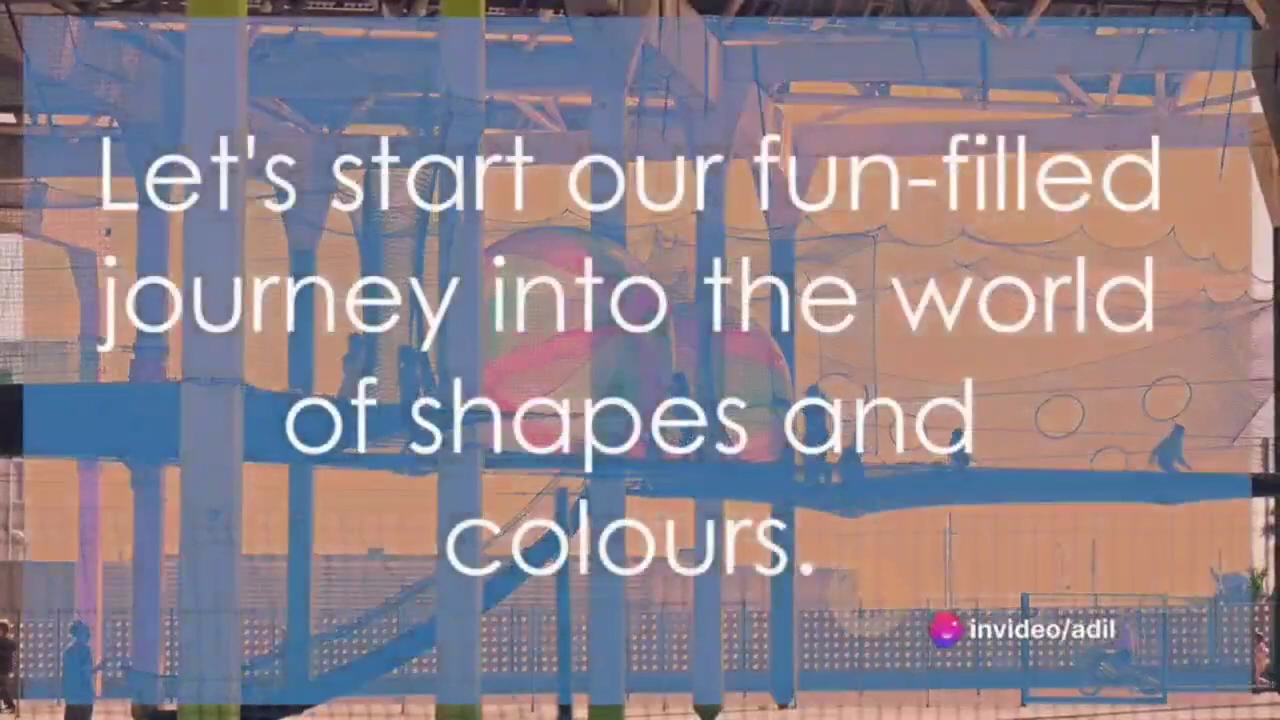 Let's start our fun-filled
journey into the world
of shapes and
colours.
invideo/adil